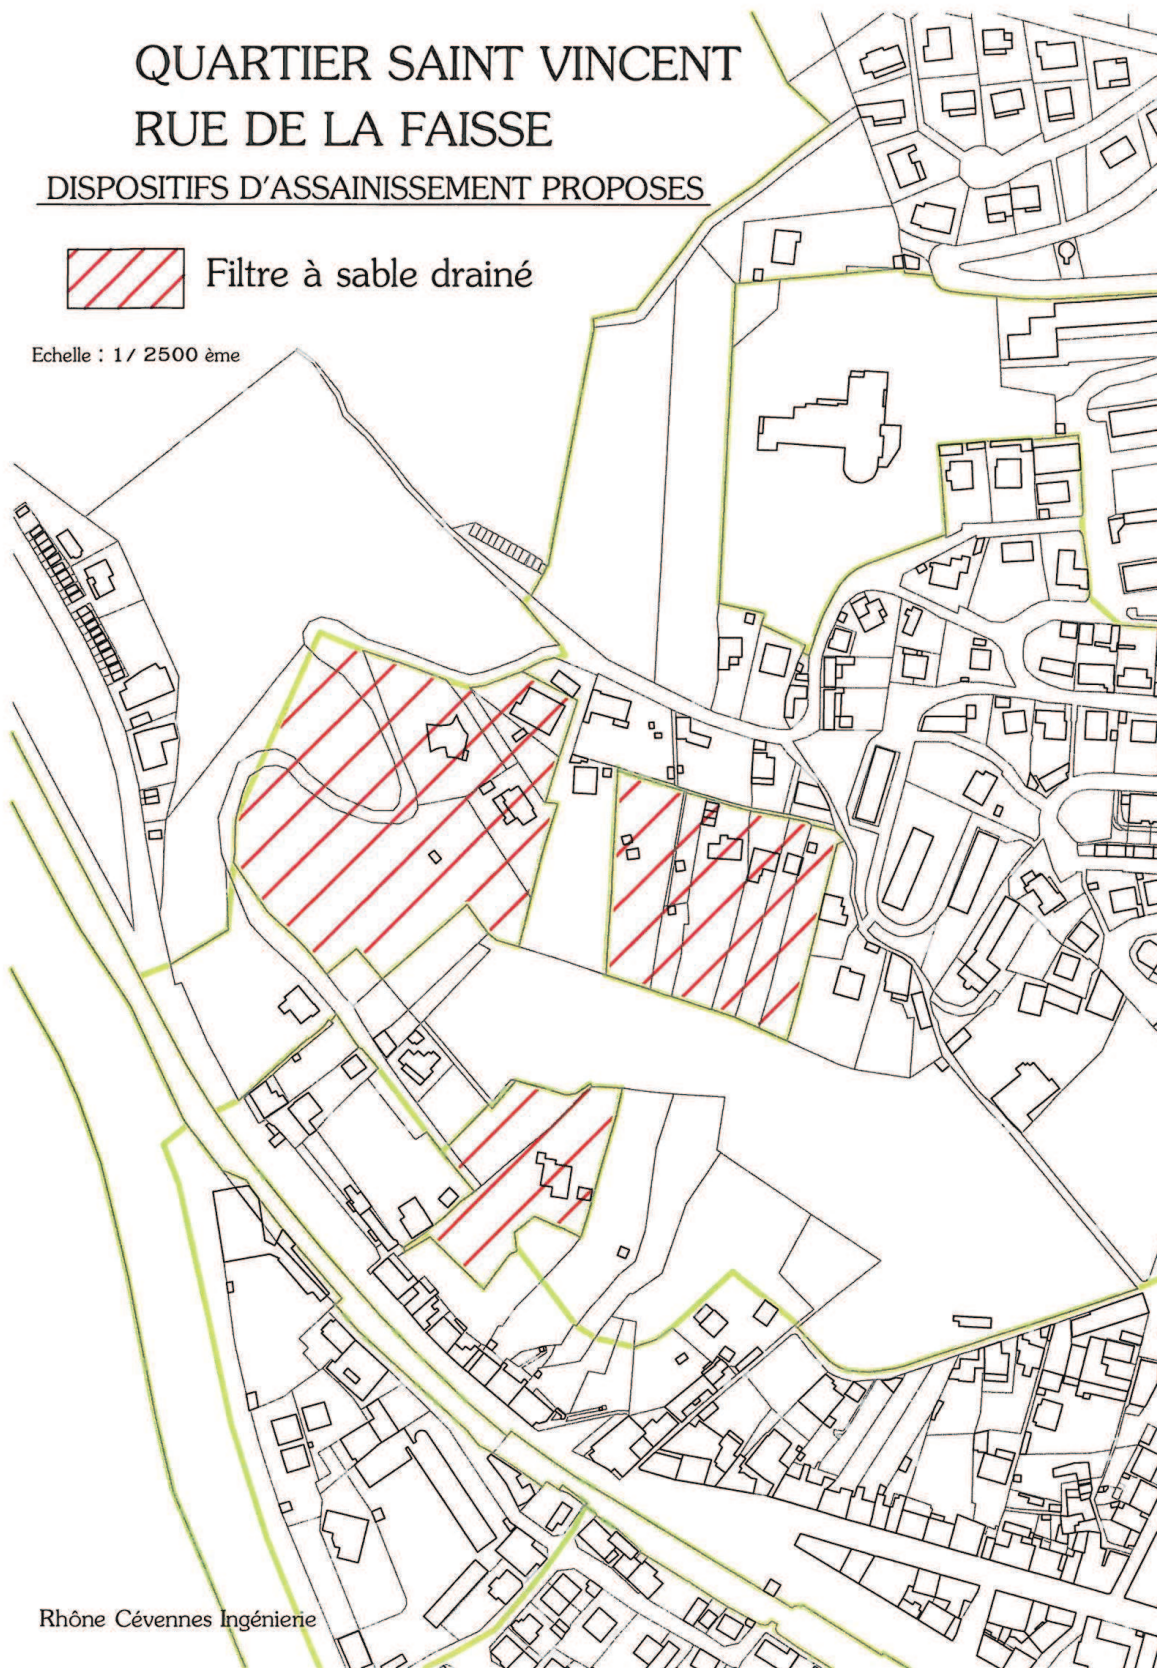 QUARTIER SAINT VINCENT
RUE DE LA FAISSE
DISPOSITIFS D'ASSAINISSEMENT PROPOSES
Filtre à sable drainé
Echelle : 1/ 2500 ème
Rhône Cévennes Ingénierie